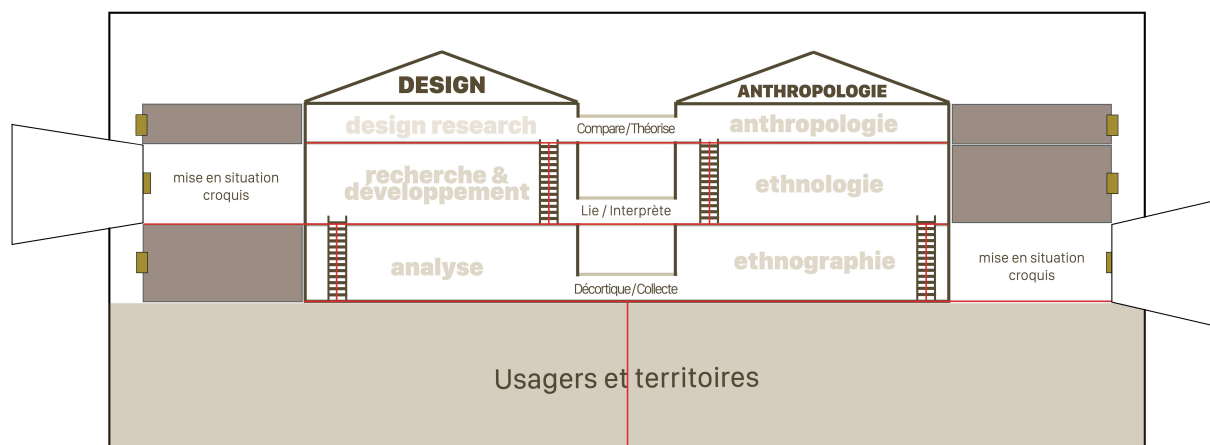 DESIGN
ANTHROPOLOGIE
design research
Compare/Théorise
anthropologie
mise en situation
croquis
recherche &
développement
ethnologie
Lie / Interprète
analyse
ethnographie
mise en situation
croquis
Décortique/Collecte
Usagers et territoires